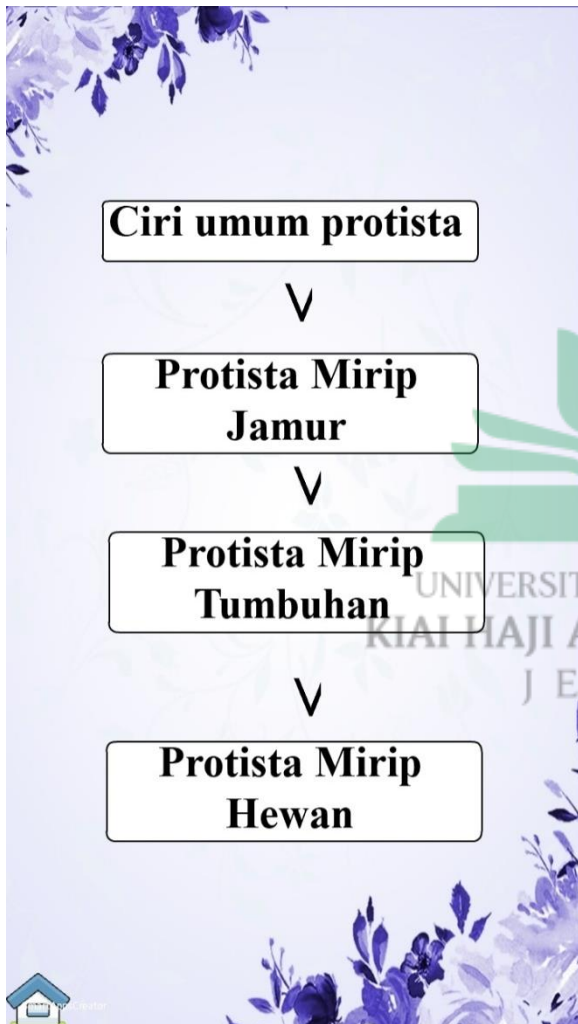 Ciri umum protista
V
Protista Mirip
Jamur
V
Protista Mirip
Tumbuhan
UNIVERSIT
KIAI HAJI A
J E
V
Protista Mirip
Hewan